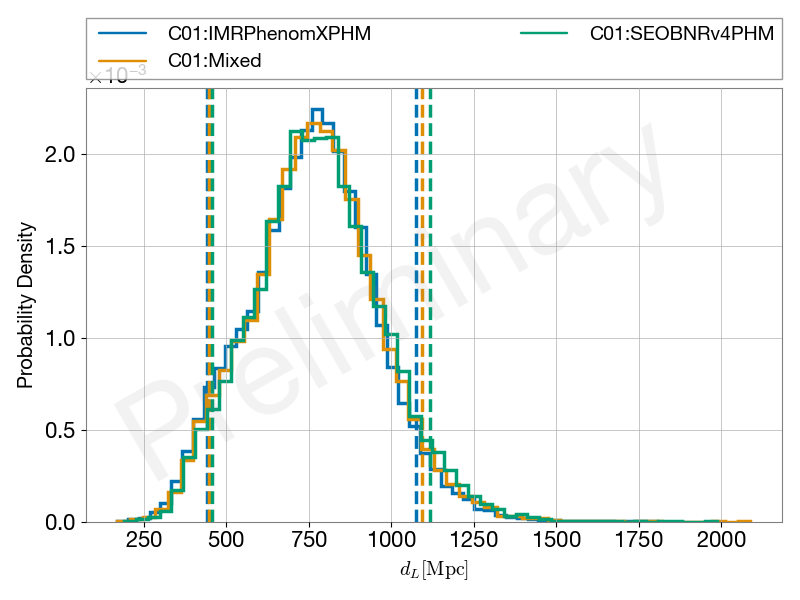 C01:IMRPhenomXPHM
C01:Mixed
C01:SEOBNRv4PHM
×10⁻³
2.0
1.5
1.0
0.5
0.0
Probability Density
Preliminary
250 500 750 1000 1250 1500 1750 2000
d_L[Mpc]